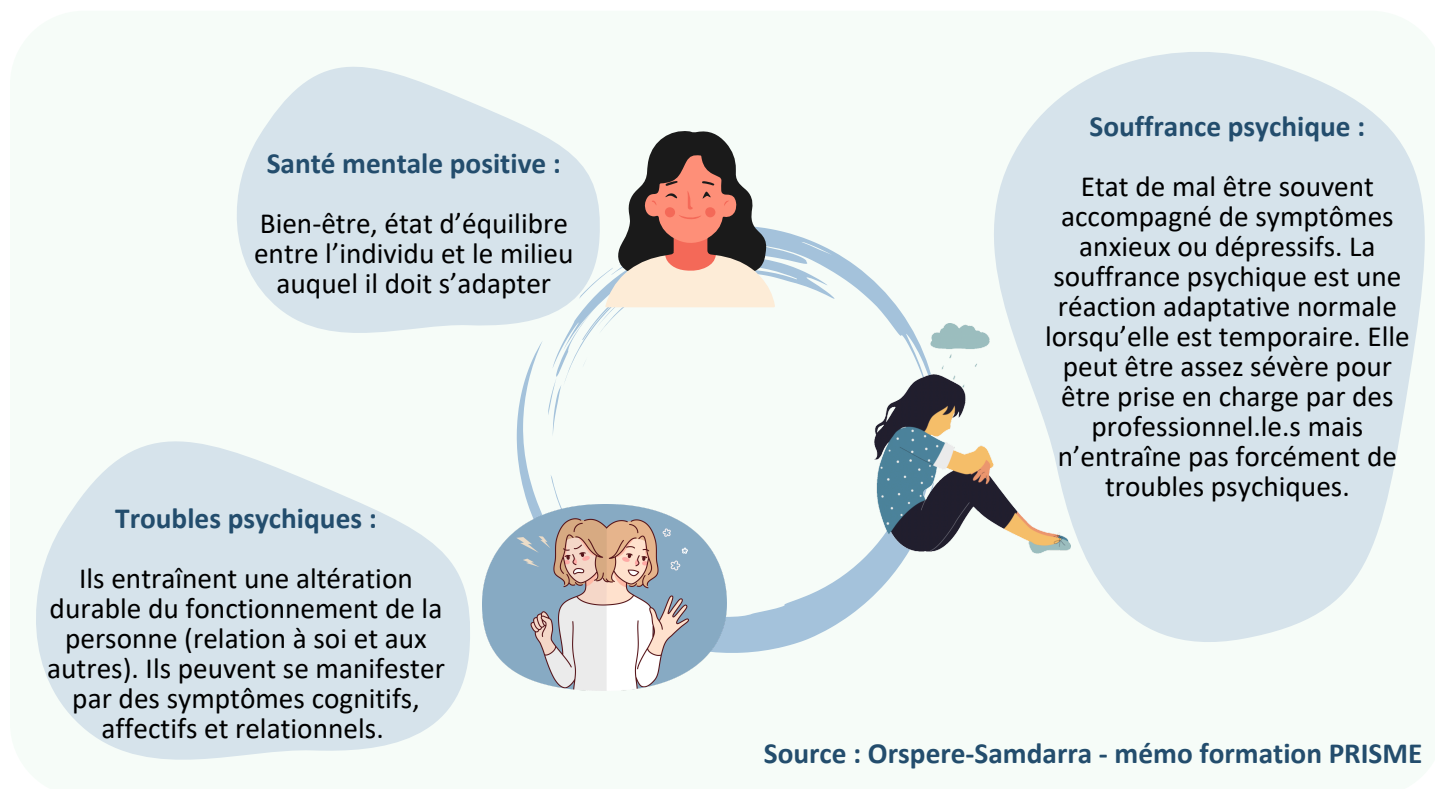 Santé mentale positive :
Bien-être, état d’équilibre
entre l’individu et le milieu
auquel il doit s’adapter
Souffrance psychique :
Etat de mal être souvent
accompagné de symptômes
anxieux ou dépressifs. La
souffrance psychique est une
réaction adaptative normale
lorsqu’elle est temporaire. Elle
peut être assez sévère pour
être prise en charge par des
professionnel.le.s mais
n’entraîne pas forcément de
troubles psychiques.
Troubles psychiques :
Ils entraînent une altération
durable du fonctionnement de la
personne (relation à soi et aux
autres). Ils peuvent se manifester
par des symptômes cognitifs,
affectifs et relationnels.
Source : Orspere-Samdarra - mémo formation PRISME